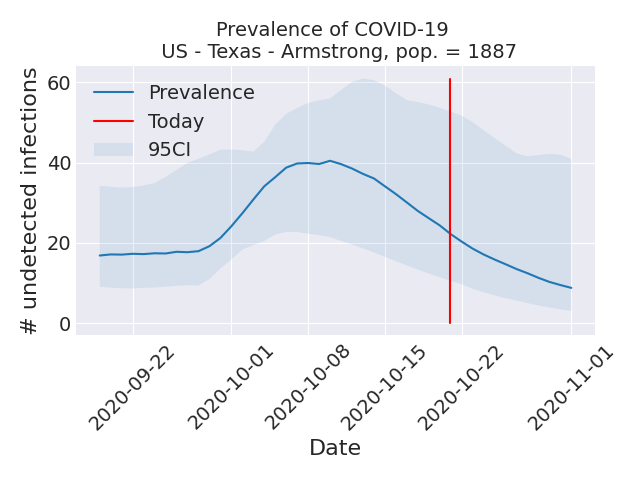 Prevalence of COVID-19
US - Texas - Armstrong, pop. = 1887
# undetected infections
60
40
20
0
Prevalence
Today
95CI
2020-09-22
2020-10-01
2020-10-08
2020-10-15
2020-10-22
2020-11-01
Date